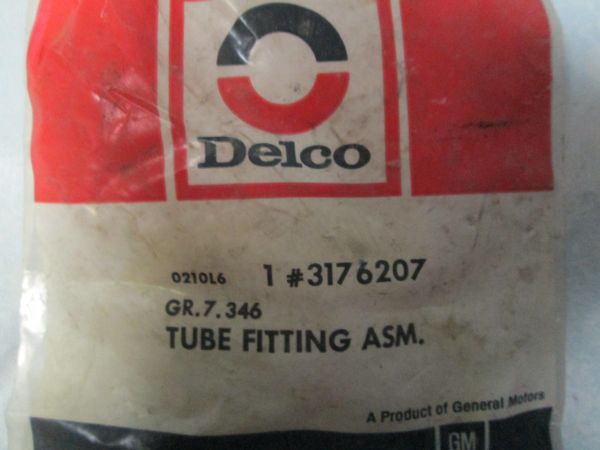 Delco
0210L6 1 #3176207
GR.7.346
TUBE FITTING ASM.
A Product of General Motors
GM